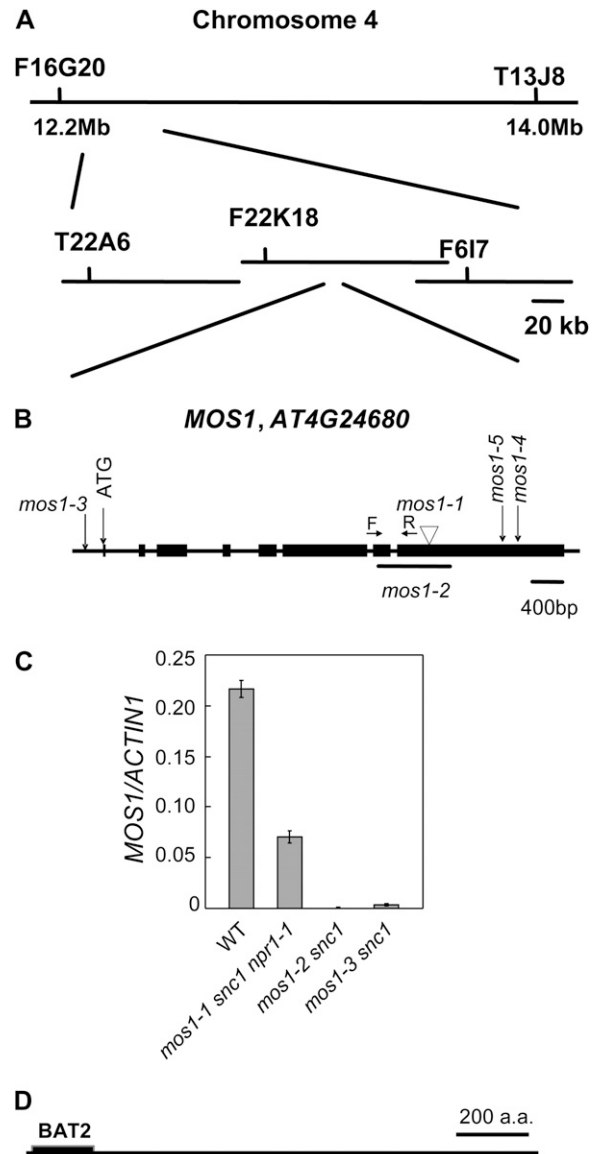 A
Chromosome 4
F16G20
T13J8
12.2Mb
14.0Mb
F22K18
T22A6
F6I7
20 kb
B
MOS1, AT4G24680
mos1-3
ATG
F
R
mos1-1
mos1-5
mos1-4
mos1-2
400bp
C
MOS1/ACTIN1
0.25
0.20
0.10
0.05
0
WT
mos1-1 snc1 npr1-1
mos1-2 snc1
mos1-3 snc1
D
BAT2
200 a.a.